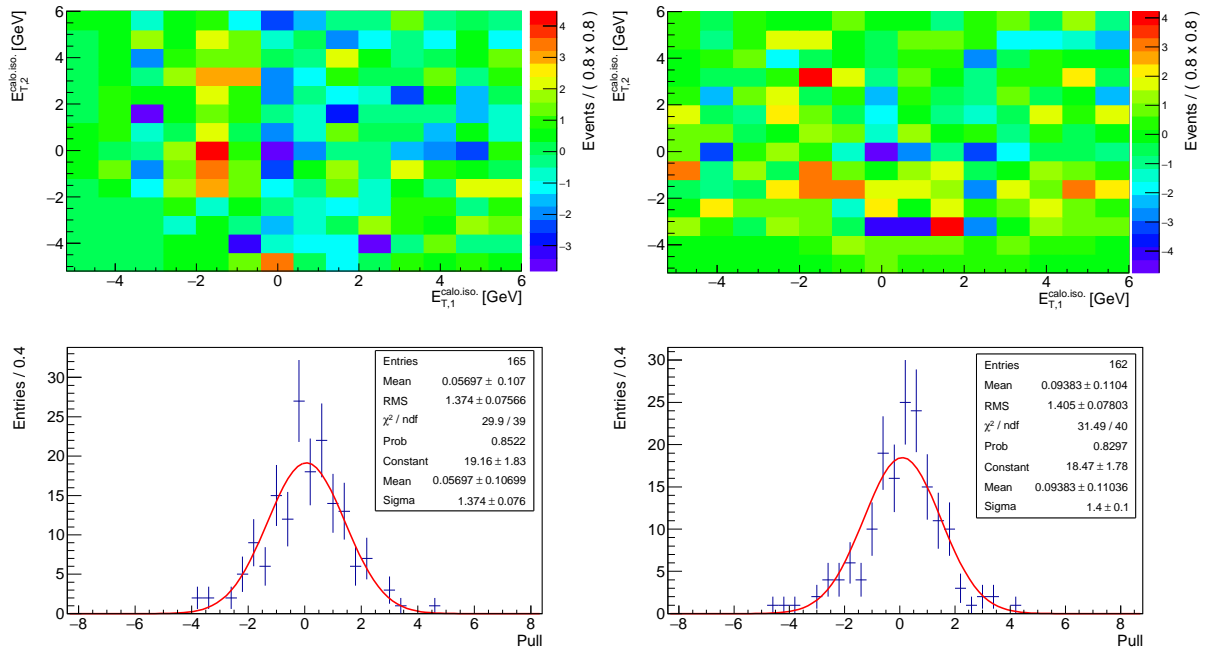 E_T,2^calo.iso. [GeV]
6
4
2
0
−2
−4
−4 −2 0 2 4 6
E_T,1^calo.iso. [GeV]
4
3
2
1
0
−1
−2
−3
Events / ( 0.8 x 0.8 )
E_T,2^calo.iso. [GeV]
6
4
2
0
−2
−4
−4 −2 0 2 4 6
E_T,1^calo.iso. [GeV]
4
3
2
1
0
−1
−2
−3
−4
Events / ( 0.8 x 0.8 )
Entries / 0.4
30
25
20
15
10
5
0
−8 −6 −4 −2 0 2 4 6 8
Pull
Entries 165
Mean 0.05697 ± 0.107
RMS 1.374 ± 0.07566
χ² / ndf 29.9 / 39
Prob 0.8522
Constant 19.16 ± 1.83
Mean 0.05697 ± 0.10699
Sigma 1.374 ± 0.076
Entries / 0.4
30
25
20
15
10
5
0
−8 −6 −4 −2 0 2 4 6 8
Pull
Entries 162
Mean 0.09383 ± 0.1104
RMS 1.405 ± 0.07803
χ² / ndf 31.49 / 40
Prob 0.8297
Constant 18.47 ± 1.78
Mean 0.09383 ± 0.11036
Sigma 1.4 ± 0.1